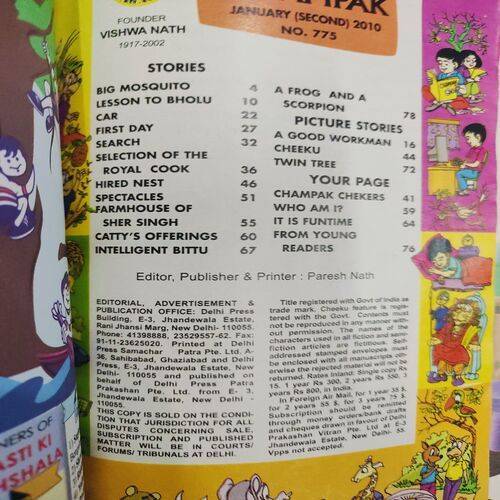 FOUNDER
VISHWA NATH
1917-2002
JANUARY (SECOND) 2010
NO. 775
STORIES
BIG MOSQUITO 4
LESSON TO BHOLU 10
CAR 22
FIRST DAY 27
SEARCH 32
SELECTION OF THE
ROYAL COOK 36
HIRED NEST 46
SPECTACLES 51
FARMHOUSE OF
SHER SINGH 55
CATTY'S OFFERINGS 60
INTELLIGENT BITTU 67
A FROG AND A
SCORPION 78
PICTURE STORIES
A GOOD WORKMAN 16
CHEEKU 44
TWIN TREE 72
YOUR PAGE
CHAMPAK CHEKERS 41
WHO AM I? 59
IT IS FUNTIME 64
FROM YOUNG
READERS 76
Editor, Publisher & Printer : Paresh Nath
EDITORIAL, ADVERTISEMENT &
PUBLICATION OFFICE: Delhi Press
Building, E-3, Jhandewala Estate,
Rani Jhansi Marg, New Delhi- 110055.
Phone: 41398888, 23529557-62. Fax:
91-11-23625020. Printed at Delhi
Press Samachar Patra Pte. Ltd. A-
36, Sahibabad, Ghaziabad and Delhi
Press, E-3, Jhandewala Estate, New
Delhi- 110055 and published on
behalf of Delhi Press Patra
Prakashan Pte. Ltd. from E- 3,
Jhandewala Estate, New Delhi -
110055.
THIS COPY IS SOLD ON THE CONDI-
TION THAT JURISDICTION FOR ALL
DISPUTES CONCERNING SALE,
SUBSCRIPTION AND PUBLISHED
MATTER WILL BE IN COURTS/
FORUMS/ TRIBUNALS AT DELHI.
Title registered with Govt of India as
trade mark, Cheeku feature is regis-
tered with the Govt. Contents must
not be reproduced in any manner with-
out permission. The names of the
characters used in all fiction and semi-
fiction articles are fictitious. Self-
addressed stamped envelopes must
be enclosed with all manuscripts oth-
erwise the rejected material will not be
returned. Rates Inland: Single copy Rs
15. 1 year Rs 300, 2 years Rs 550, 3
years Rs 800, in India.
In Foreign Air Mail, for 1 year 35 $,
for 2 years 55 $, for 3 years 75 $.
Subscription should be remitted
through money orders/bank drafts
and cheques drawn in favour of Delhi
Prakashan Vitran Pte. Ltd at E-3
Jhandewala Estate, New Delhi- 55.
Vpps not accepted.
ASTI KI